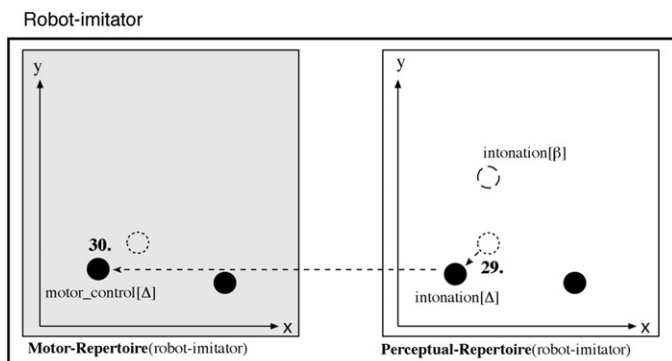 Robot-imitator
y
30.
motor_control[Δ]
x
Motor-Repertoire(robot-imitator)
y
intonation[β]
29.
intonation[Δ]
x
Perceptual-Repertoire(robot-imitator)